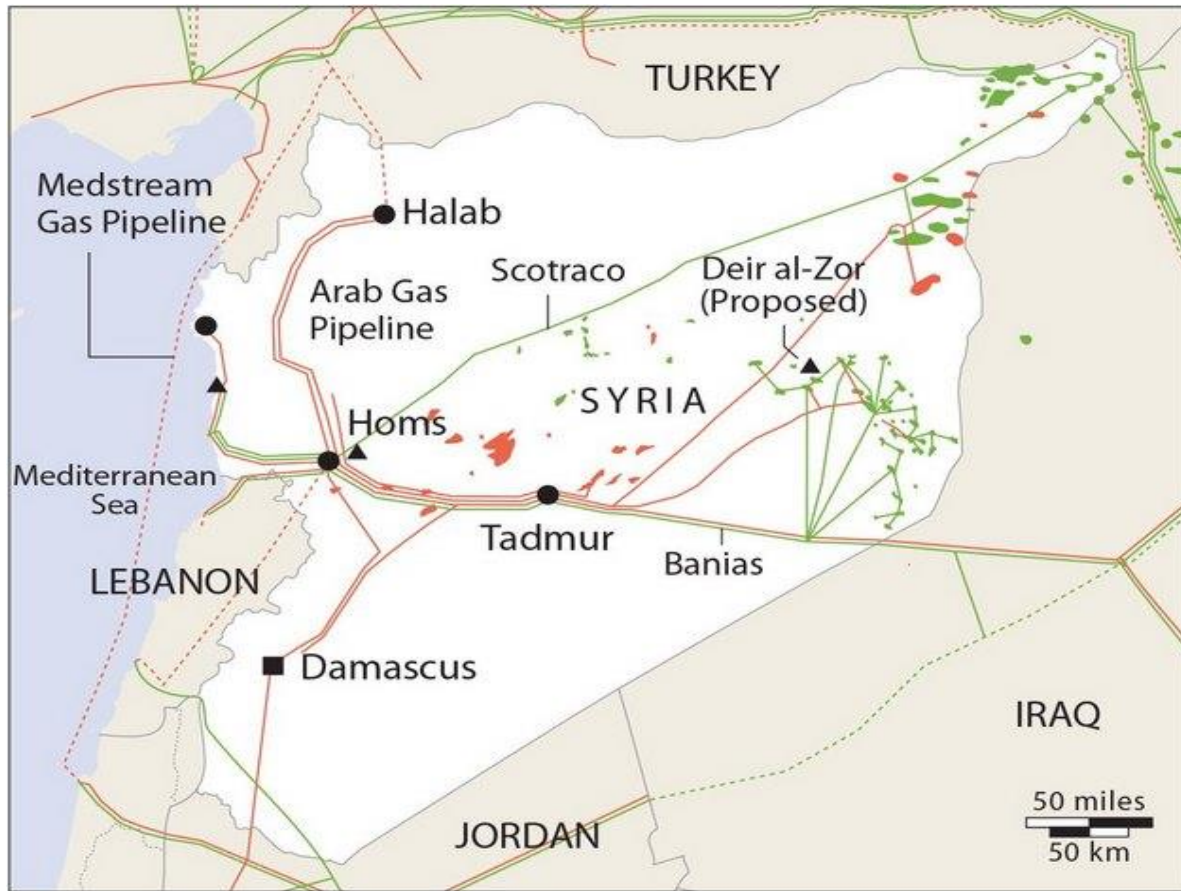 TURKEY
Medstream
Gas Pipeline
Halab
Scotraco
Deir al-Zor
(Proposed)
Arab Gas
Pipeline
SYRIA
Homs
Mediterranean
Sea
Tadmur
Banias
LEBANON
Damascus
IRAQ
JORDAN
50 miles
50 km